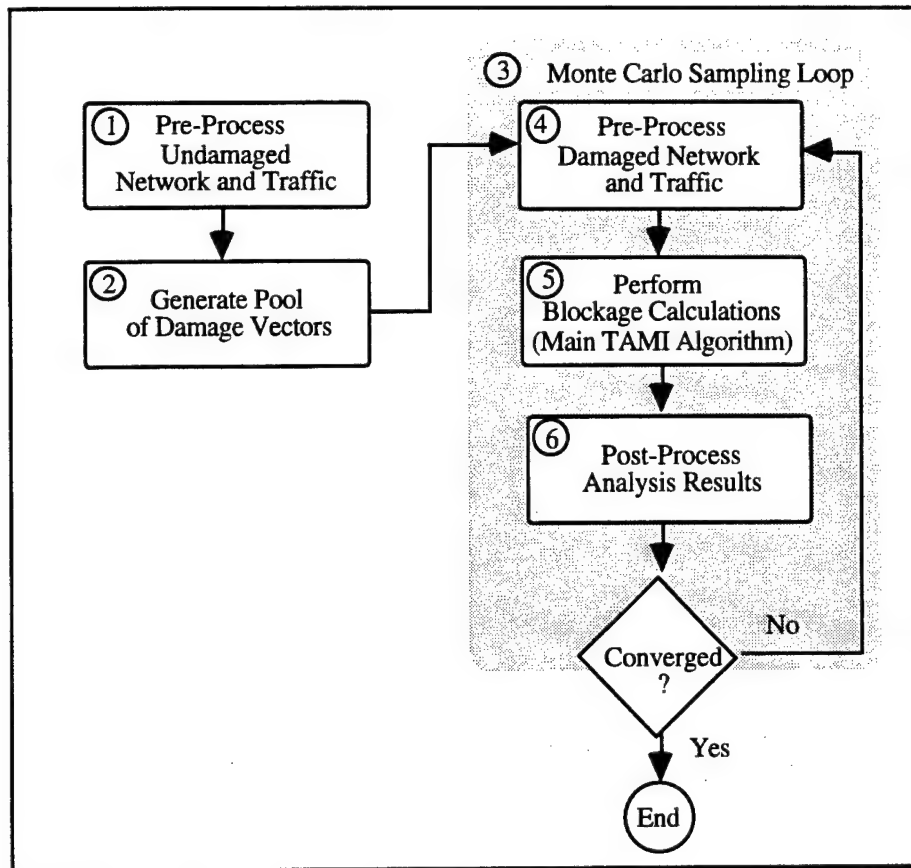 1
Pre-Process
Undamaged
Network and Traffic
2
Generate Pool
of Damage Vectors
3 Monte Carlo Sampling Loop
4
Pre-Process
Damaged Network
and Traffic
5
Perform
Blockage Calculations
(Main TAMI Algorithm)
6
Post-Process
Analysis Results
Converged
?
No
Yes
End